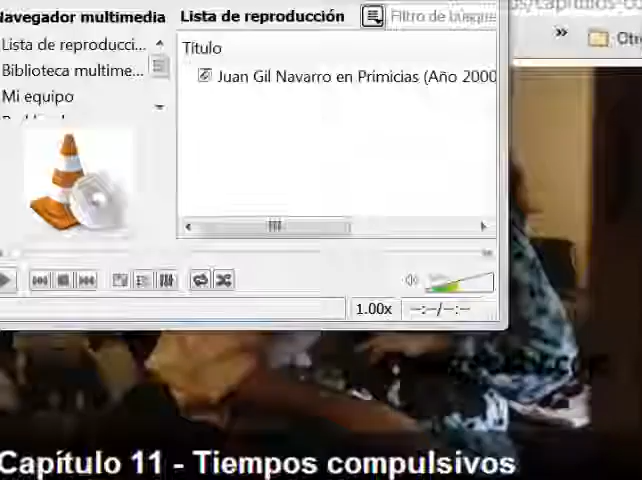 Navegador multimedia
Lista de reproducci...
Biblioteca multime...
Mi equipo
Lista de reproducción
Filtro de búsque
Título
Juan Gil Navarro en Primicias (Año 2000
1.00x
--:--/--:--
»
Otro
Capítulo 11 - Tiempos compulsivos